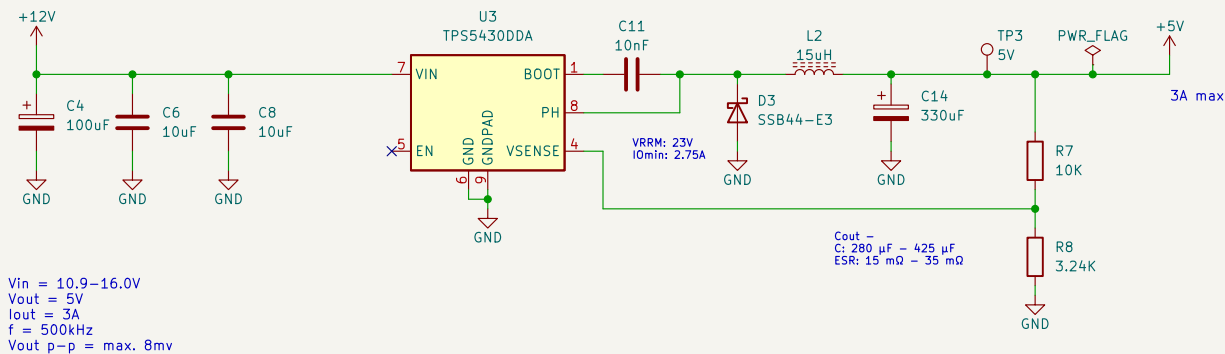 +12V
C4
100uF
GND
C6
10uF
GND
C8
10uF
GND
U3
TPS5430DDA
7
VIN
BOOT
1
PH
8
5
EN
GND
GNDPAD
VSENSE
4
6
9
GND
C11
10nF
VRRM: 23V
IOmin: 2.75A
D3
SSB44-E3
GND
L2
15uH
+
C14
330uF
GND
TP3
5V
PWR_FLAG
+5V
3A max
R7
10K
Cout -
C: 280 µF - 425 µF
ESR: 15 mΩ - 35 mΩ
R8
3.24K
GND
+
Vin = 10.9-16.0V
Vout = 5V
Iout = 3A
f = 500kHz
Vout p-p = max. 8mv